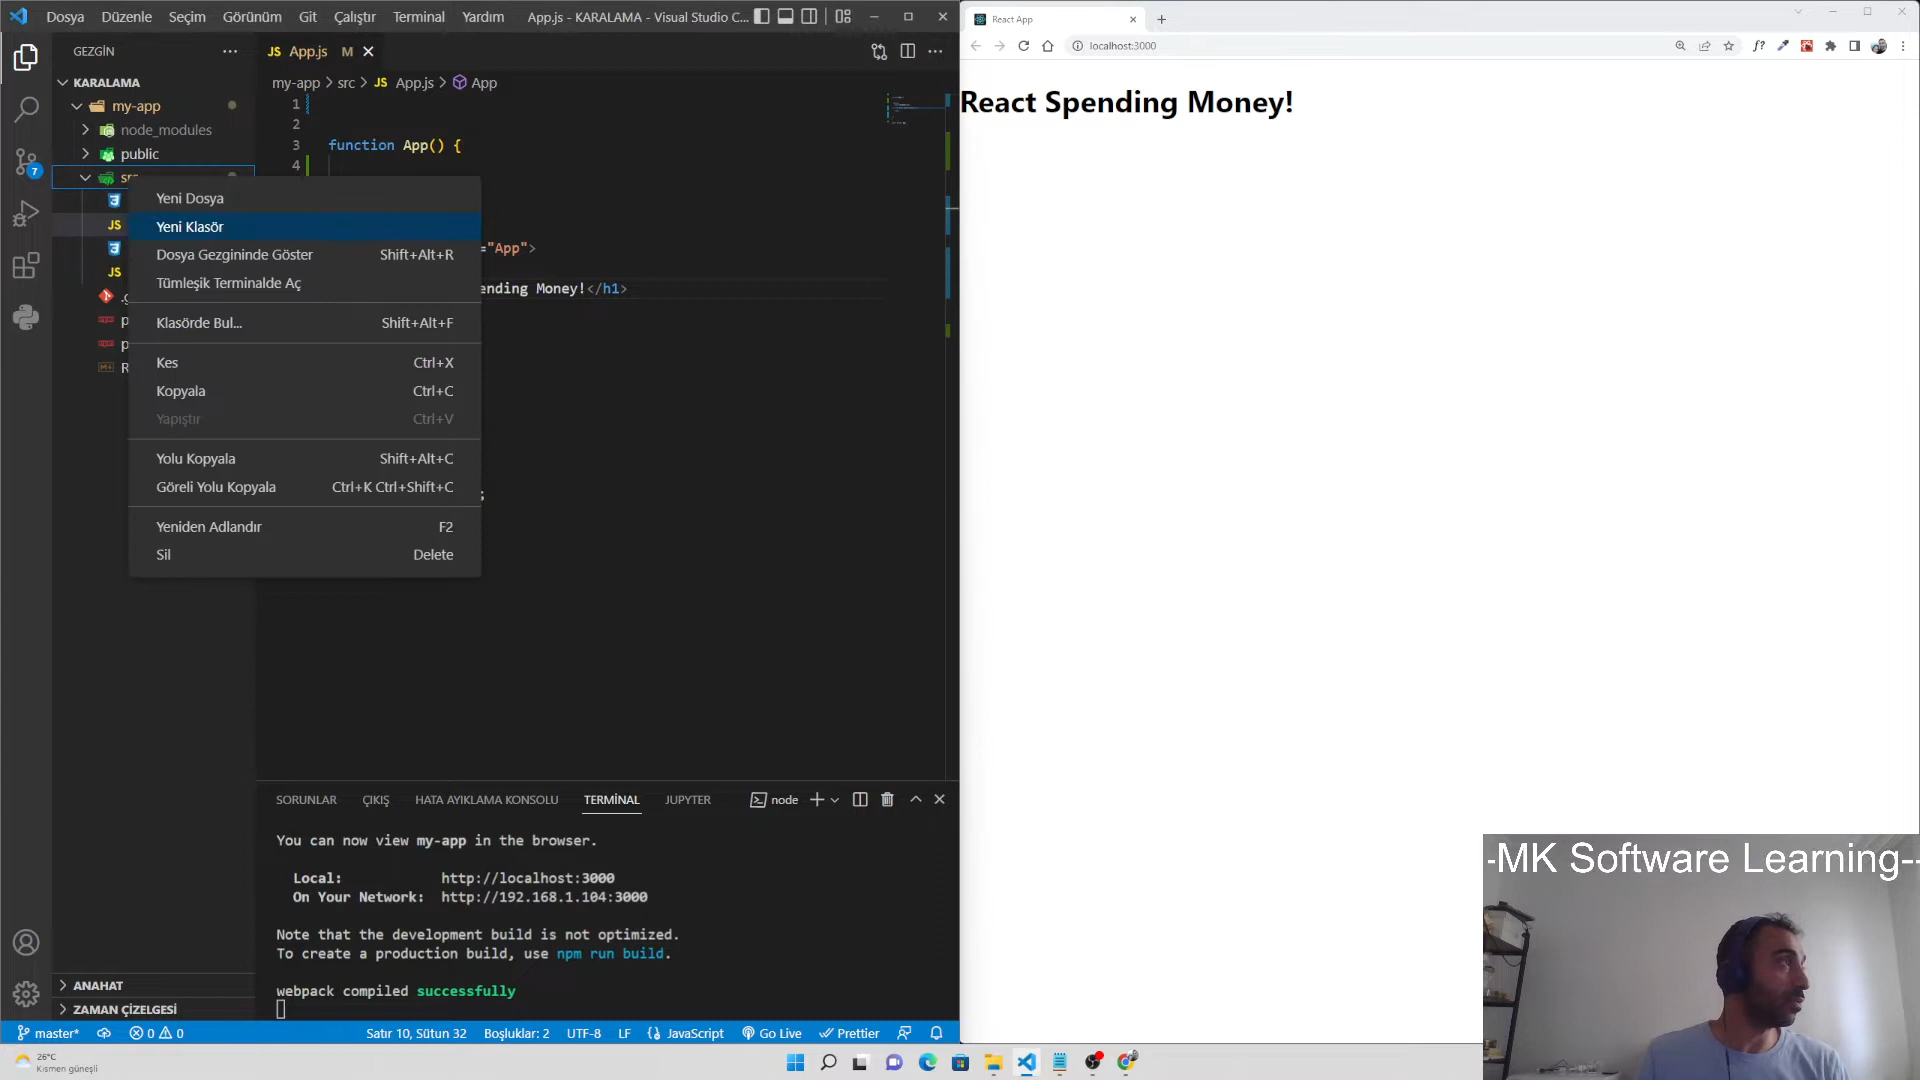 Dosya Düzenle Seçim Görünüm Git Çalıştır Terminal Yardım App.js - KARALAMA - Visual Studio C...
GEZGİN
KARALAMA
my-app
node_modules
public
src
Yeni Dosya
Yeni Klasör
Dosya Gezgininde Göster Shift+Alt+R
Tümleşik Terminalde Aç
Klasörde Bul... Shift+Alt+F
Kes Ctrl+X
Kopyala Ctrl+C
Yapıştır Ctrl+V
Yolu Kopyala Shift+Alt+C
Göreli Yolu Kopyala Ctrl+K Ctrl+Shift+C
Yeniden Adlandır F2
Sil Delete
ANAHAT
ZAMAN ÇİZELGESİ
JS App.js M
my-app > src > JS App.js > App
1
2
3 function App() {
4
="App">
ending Money!</h1>
;
SORUNLAR ÇIKIŞ HATA AYIKLAMA KONSOLU TERMİNAL JUPYTER node
You can now view my-app in the browser.
Local: http://localhost:3000
On Your Network: http://192.168.1.104:3000
Note that the development build is not optimized.
To create a production build, use npm run build.
webpack compiled successfully
master* 0 0 Satır 10, Sütun 32 Boşluklar: 2 UTF-8 LF JavaScript Go Live Prettier
React App
localhost:3000
React Spending Money!
-MK Software Learning--
26°C
Kısmen güneşli